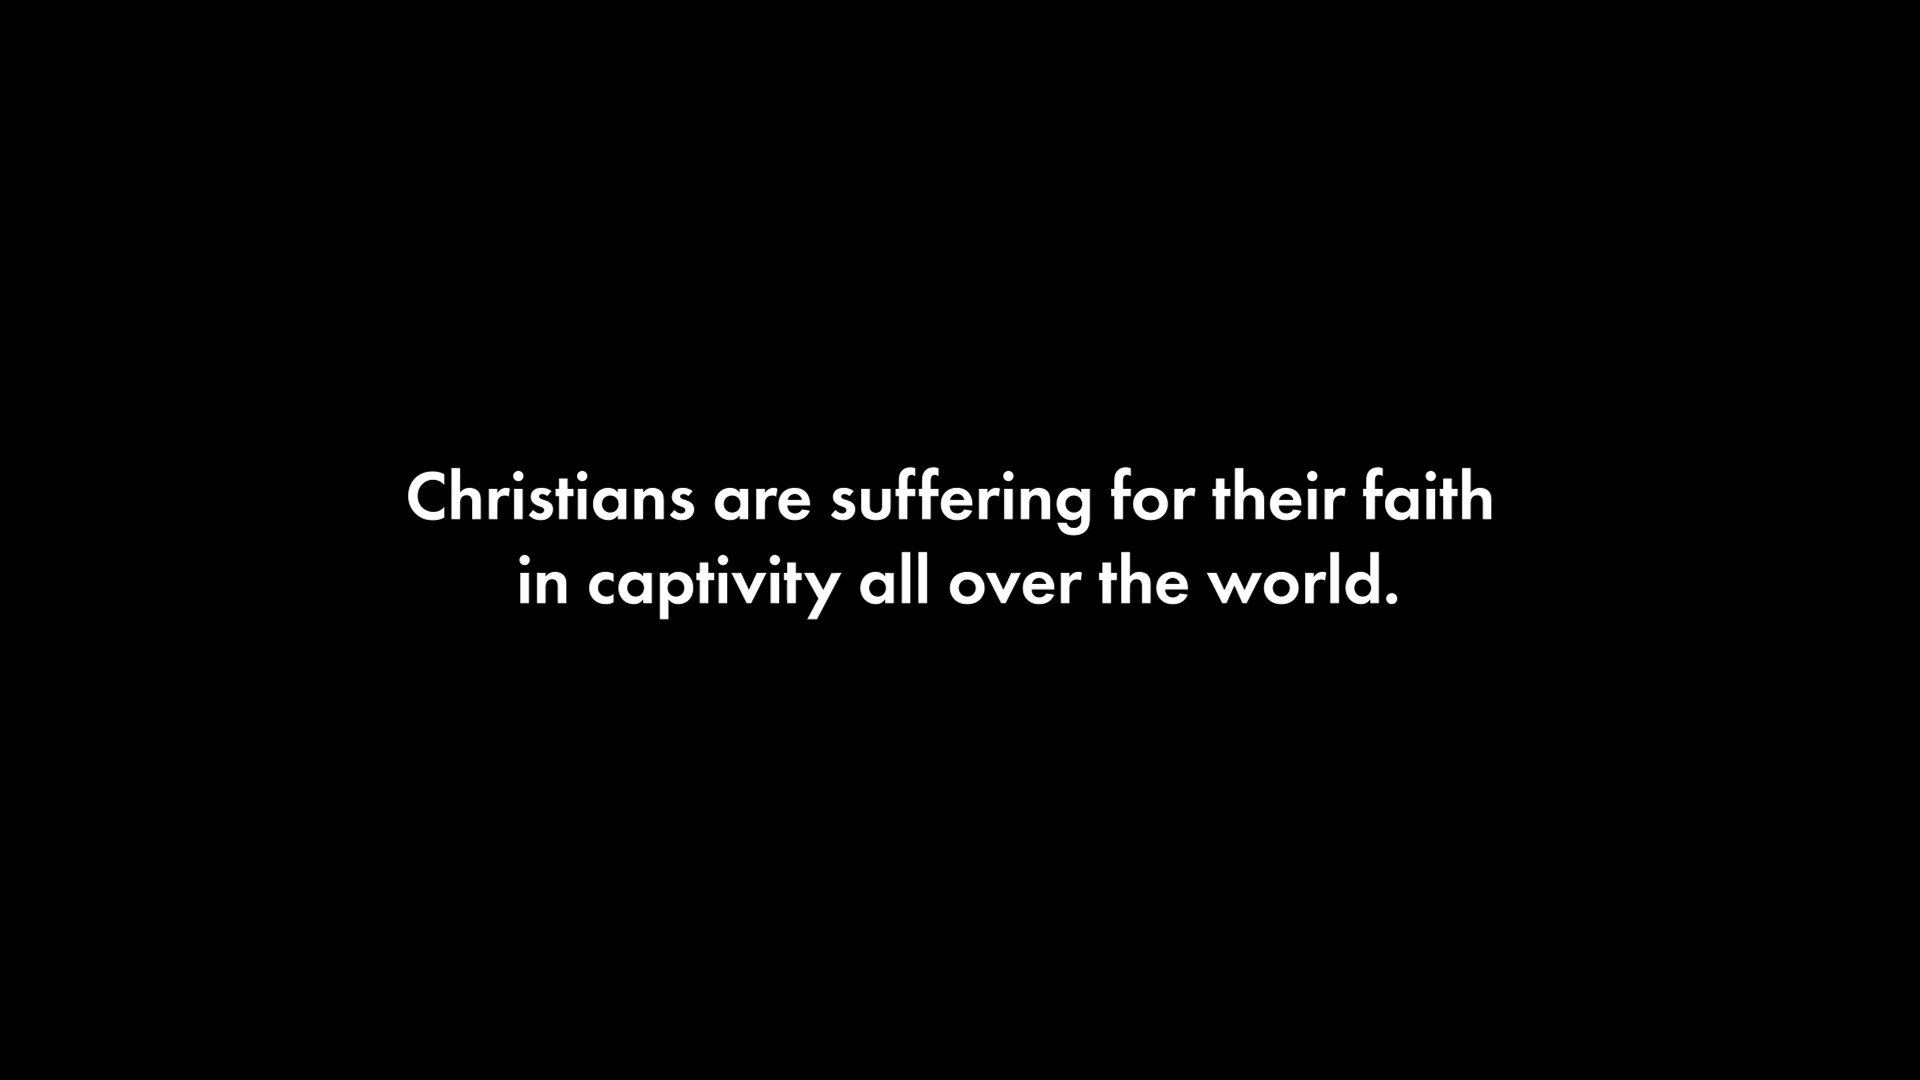 Christians are suffering for their faith
in captivity all over the world.